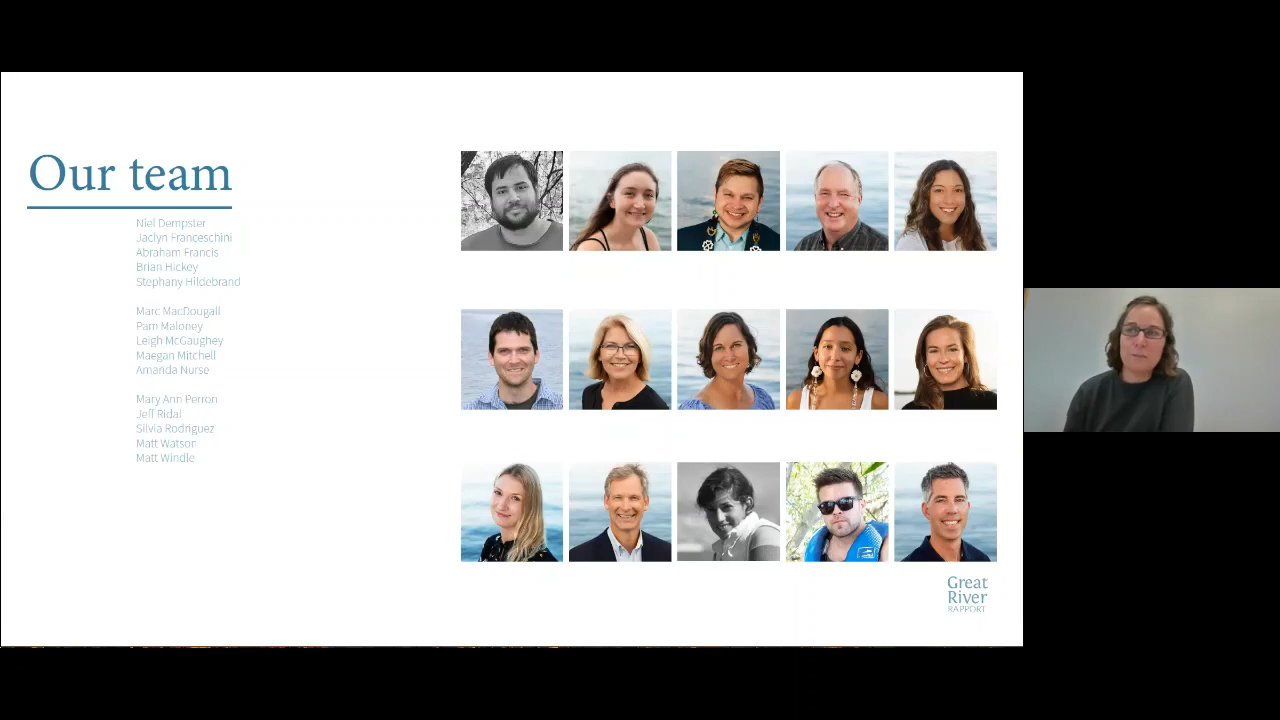 Our team
Niel Dempster
Jaclyn Franceschini
Abraham Francis
Brian Hickey
Stephany Hildebrand
Marc MacDougall
Pam Maloney
Leigh McGaughey
Maegan Mitchell
Amanda Nurse
Mary Ann Perron
Jeff Ridal
Silvia Rodriguez
Matt Watson
Matt Windle
Great
River
RAPPORT